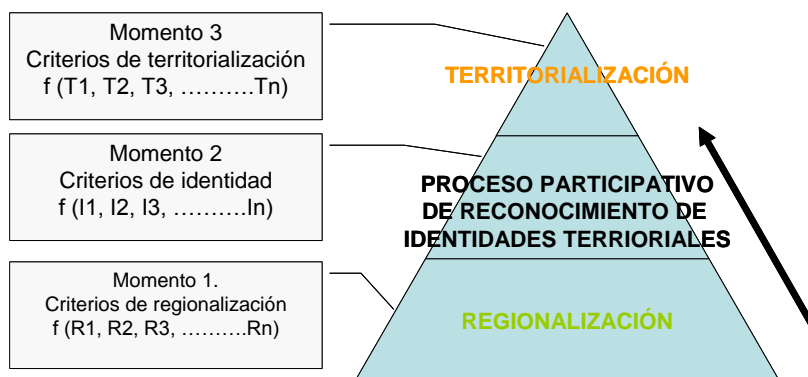 Momento 3
Criterios de territorialización
f (T1, T2, T3, ……….Tn)
TERRITORIALIZACIÓN
Momento 2
Criterios de identidad
f (I1, I2, I3, ……….In)
PROCESO PARTICIPATIVO
DE RECONOCIMIENTO DE
IDENTIDADES TERRIORIALES
Momento 1.
Criterios de regionalización
f (R1, R2, R3, ……….Rn)
REGIONALIZACIÓN